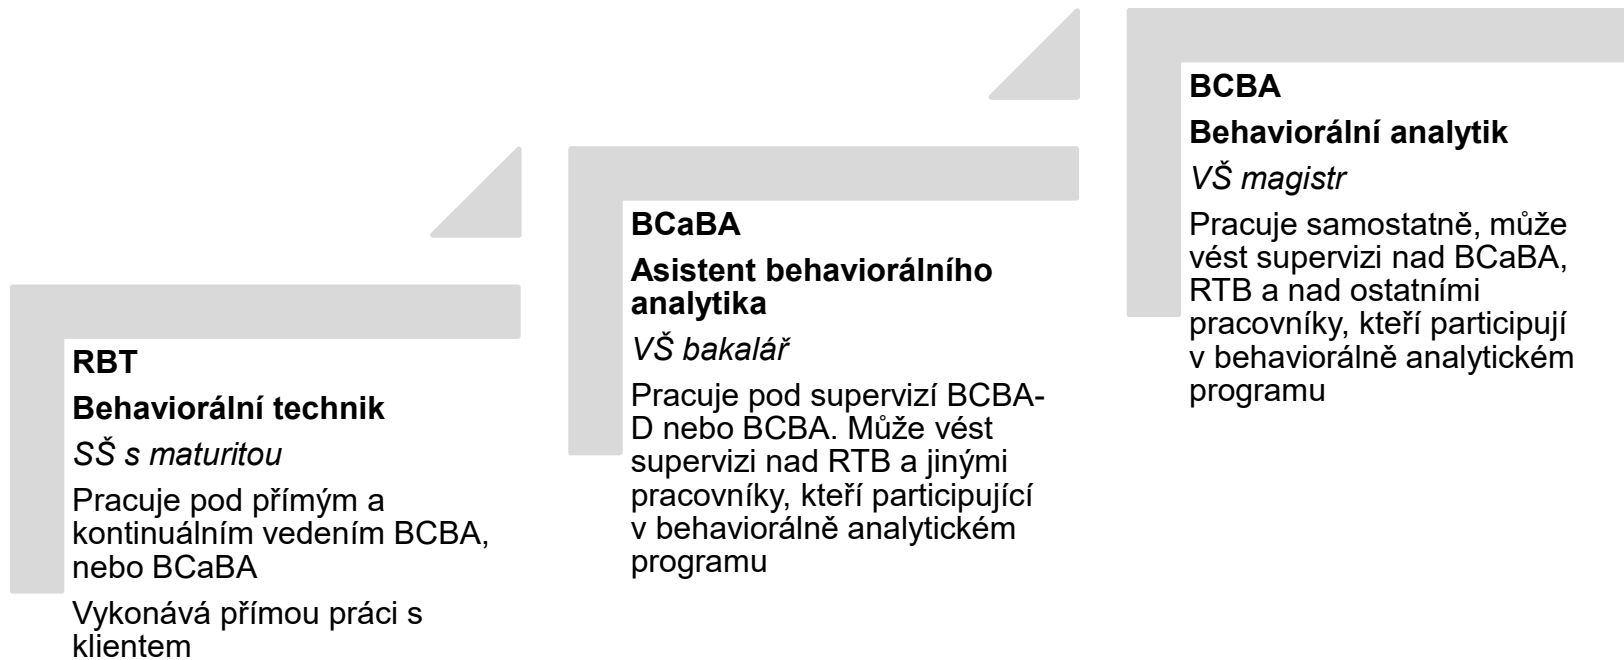 RBT
Behaviorální technik
SŠ s maturitou
Pracuje pod přímým a
kontinuálním vedením BCBA,
nebo BCaBA
Vykonává přímou práci s
klientem
BCaBA
Asistent behaviorálního
analytika
VŠ bakalář
Pracuje pod supervizí BCBA-
D nebo BCBA. Může vést
supervizi nad RTB a jinými
pracovníky, kteří participující
v behaviorálně analytickém
programu
BCBA
Behaviorální analytik
VŠ magistr
Pracuje samostatně, může
vést supervizi nad BCaBA,
RTB a nad ostatními
pracovníky, kteří participují
v behaviorálně analytickém
programu